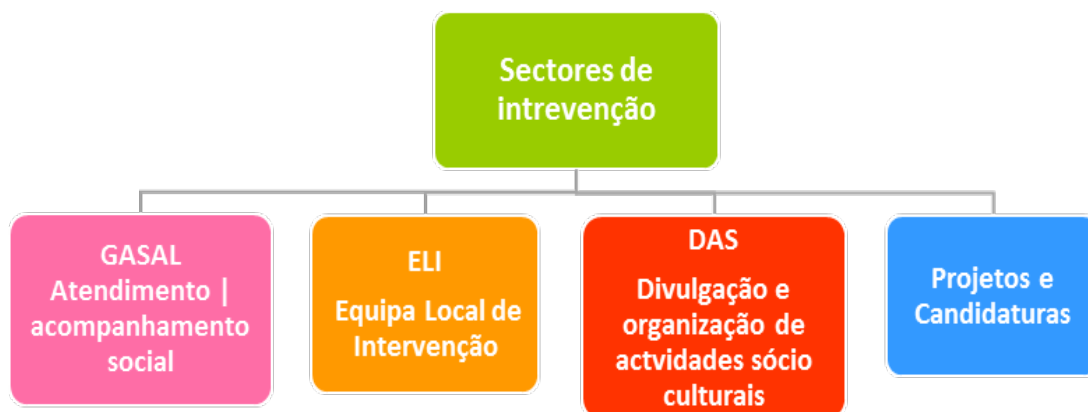 Sectores de
intrevenção
GASAL
Atendimento |
acompanhamento
social
ELI
Equipa Local de
Intervenção
DAS
Divulgação e
organização de
actvidades sócio
culturais
Projetos e
Candidaturas